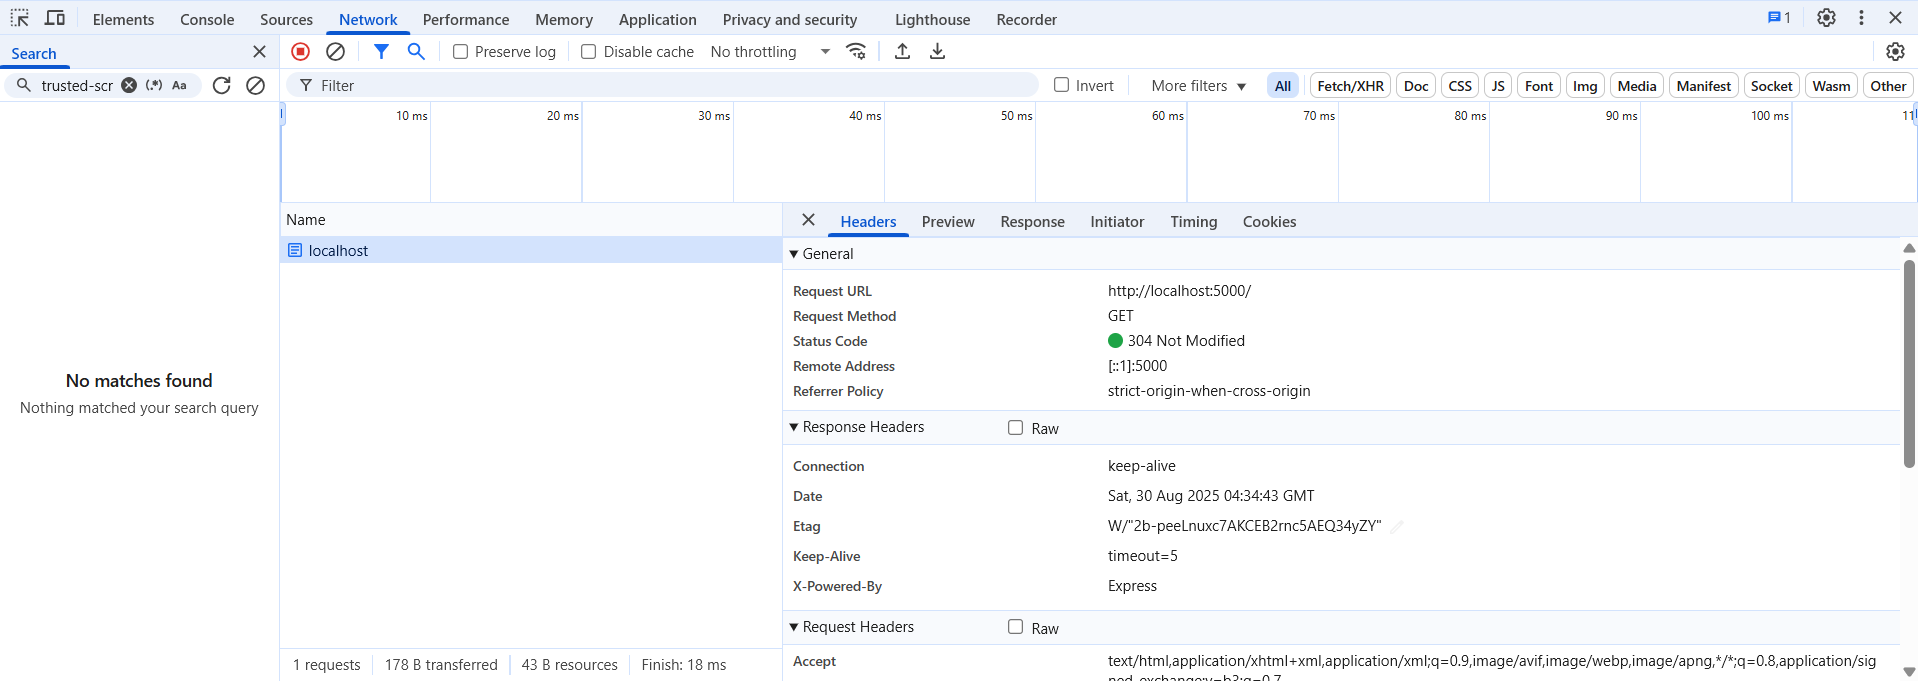 Elements Console Sources Network Performance Memory Application Privacy and security Lighthouse Recorder 1
Search
Preserve log Disable cache No throttling
trusted-scr (.*) Aa
Filter Invert More filters All Fetch/XHR Doc CSS JS Font Img Media Manifest Socket Wasm Other
10 ms 20 ms 30 ms 40 ms 50 ms 60 ms 70 ms 80 ms 90 ms 100 ms
Name
Headers Preview Response Initiator Timing Cookies
localhost
General
Request URL http://localhost:5000/
Request Method GET
Status Code 304 Not Modified
Remote Address [::1]:5000
Referrer Policy strict-origin-when-cross-origin
No matches found
Nothing matched your search query
Response Headers Raw
Connection keep-alive
Date Sat, 30 Aug 2025 04:34:43 GMT
Etag W/"2b-peeLnuxc7AKCEB2rnc5AEQ34yZY"
Keep-Alive timeout=5
X-Powered-By Express
Request Headers Raw
Accept text/html,application/xhtml+xml,application/xml;q=0.9,image/avif,image/webp,image/apng,*/*;q=0.8,application/sig
ned-exchange;v=b3;q=0.7
1 requests 178 B transferred 43 B resources Finish: 18 ms